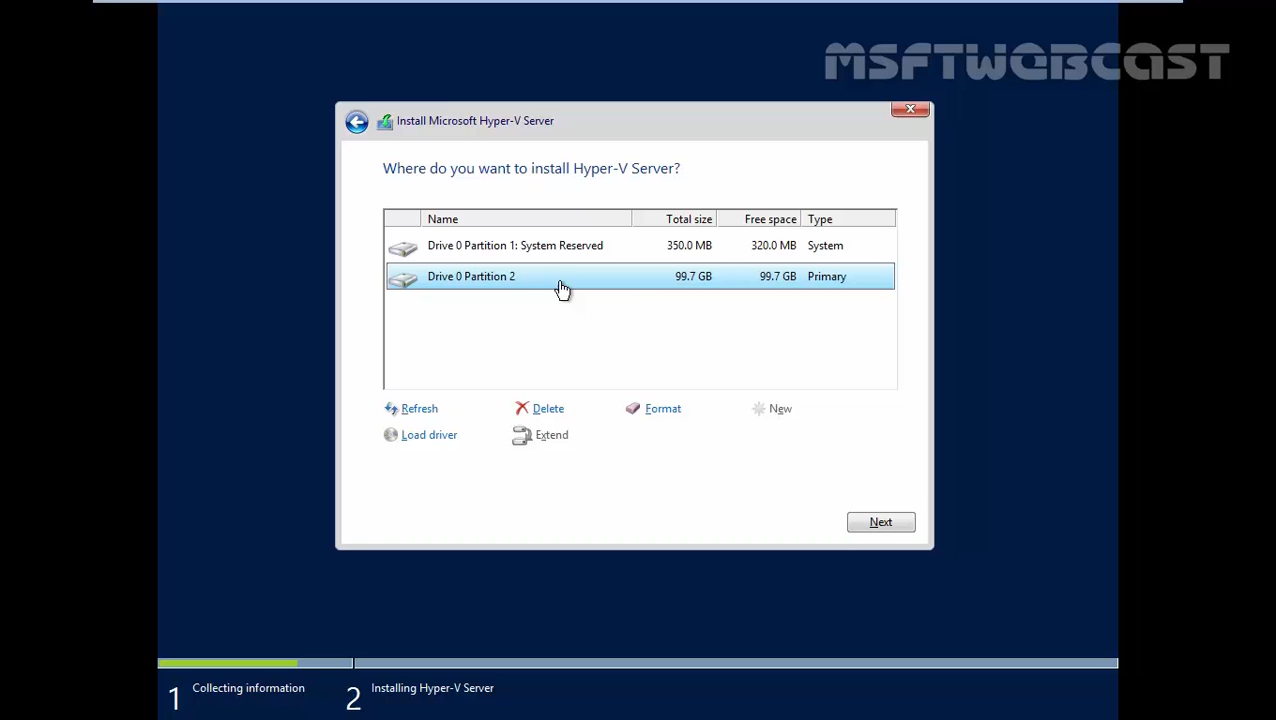 MSFTWEBCAST
Install Microsoft Hyper-V Server
Where do you want to install Hyper-V Server?
Name Total size Free space Type
Drive 0 Partition 1: System Reserved 350.0 MB 320.0 MB System
Drive 0 Partition 2 99.7 GB 99.7 GB Primary
Refresh Delete Format New
Load driver Extend
Next
1 Collecting information 2 Installing Hyper-V Server